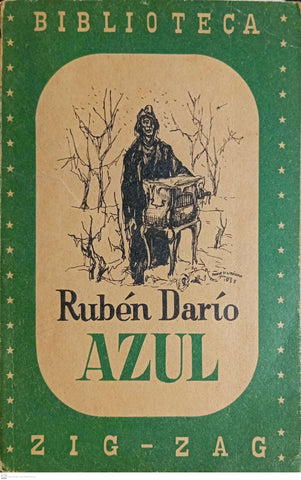 BIBLIOTECA
Rubén Darío
AZUL
ZIG-ZAG